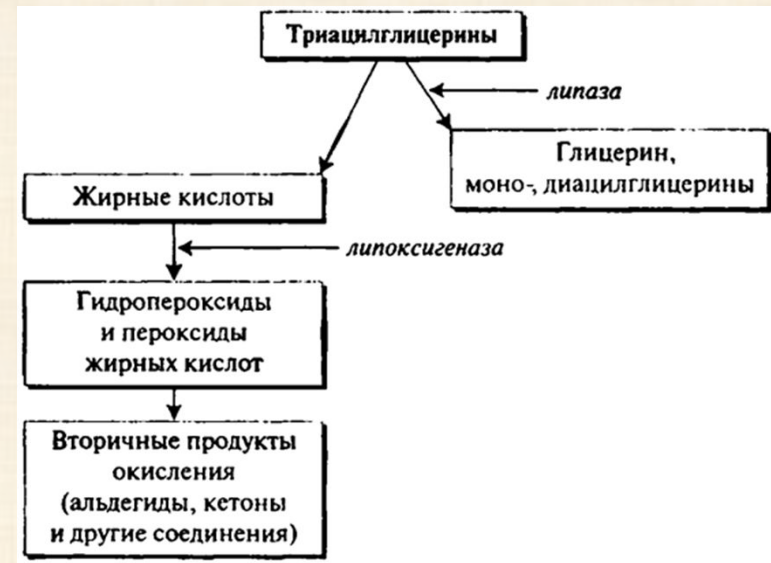 Триацилглицерины
липаза
Глицерин,
моно-, диацилглицерины
Жирные кислоты
липоксигеназа
Гидропероксиды
и пероксиды
жирных кислот
Вторичные продукты
окисления
(альдегиды, кетоны
и другие соединения)